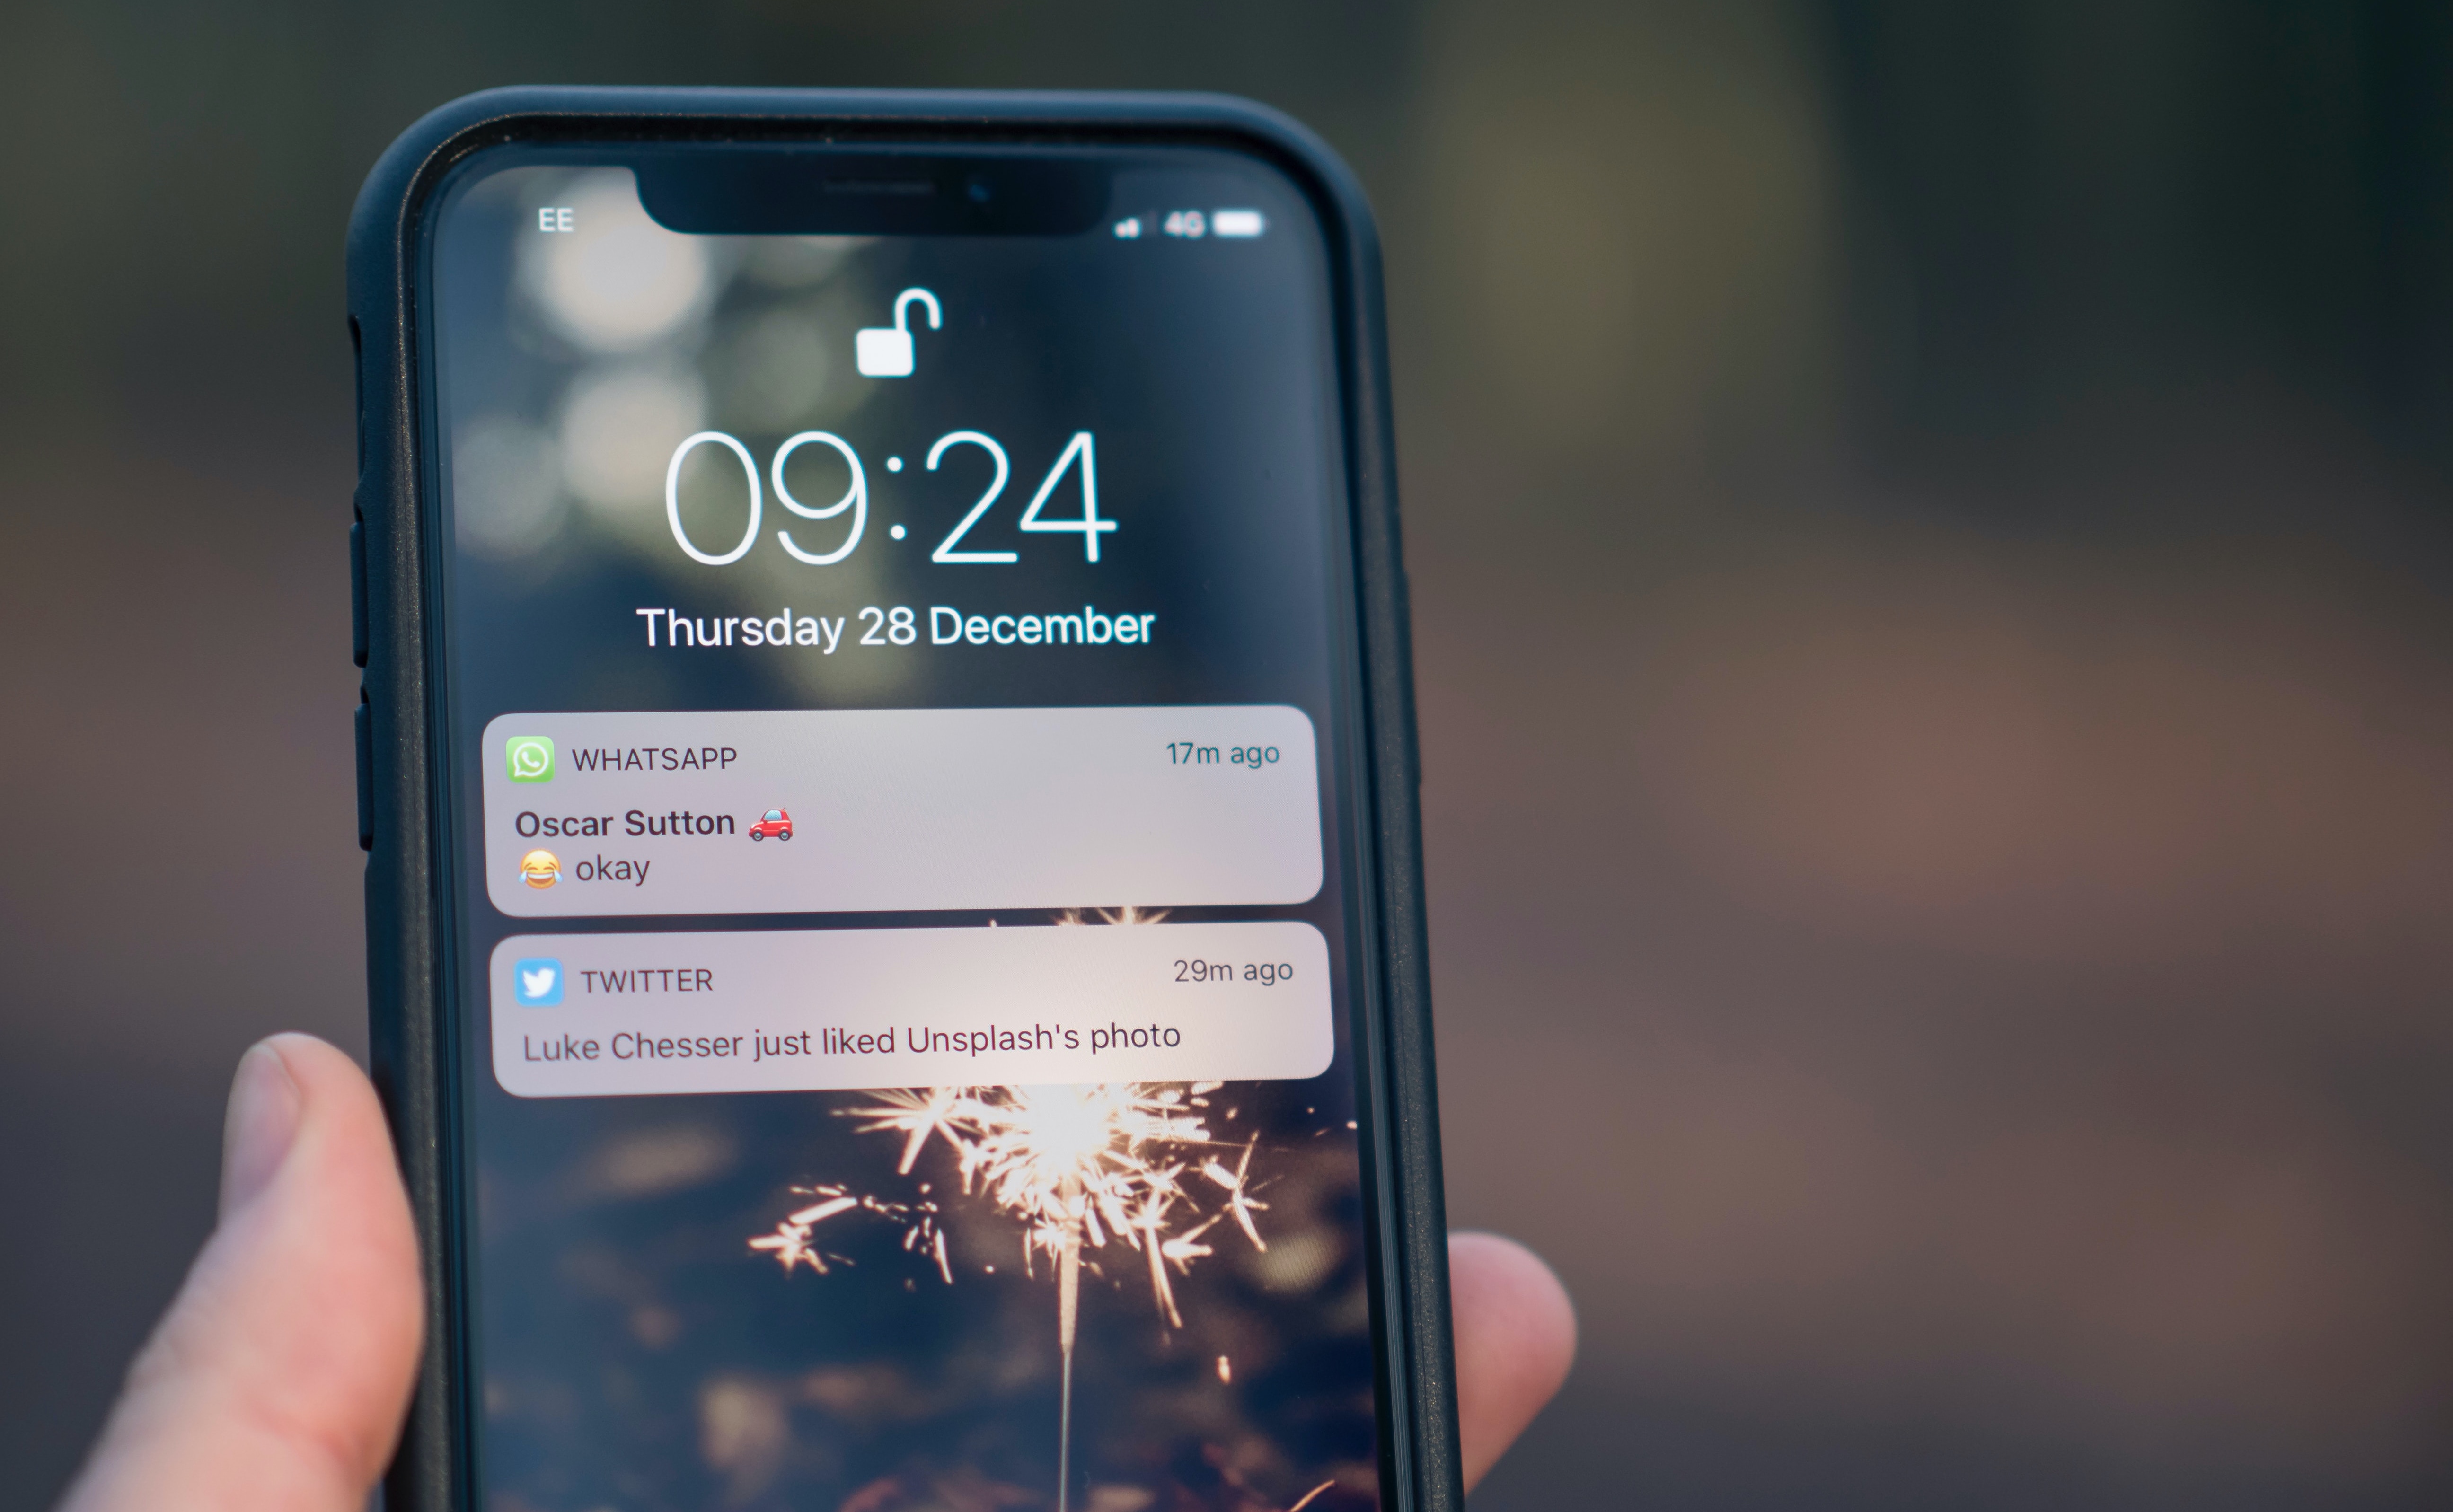 EE 4G
09:24
Thursday 28 December
WHATSAPP 17m ago
Oscar Sutton 🚗
😂 okay
TWITTER 29m ago
Luke Chesser just liked Unsplash's photo